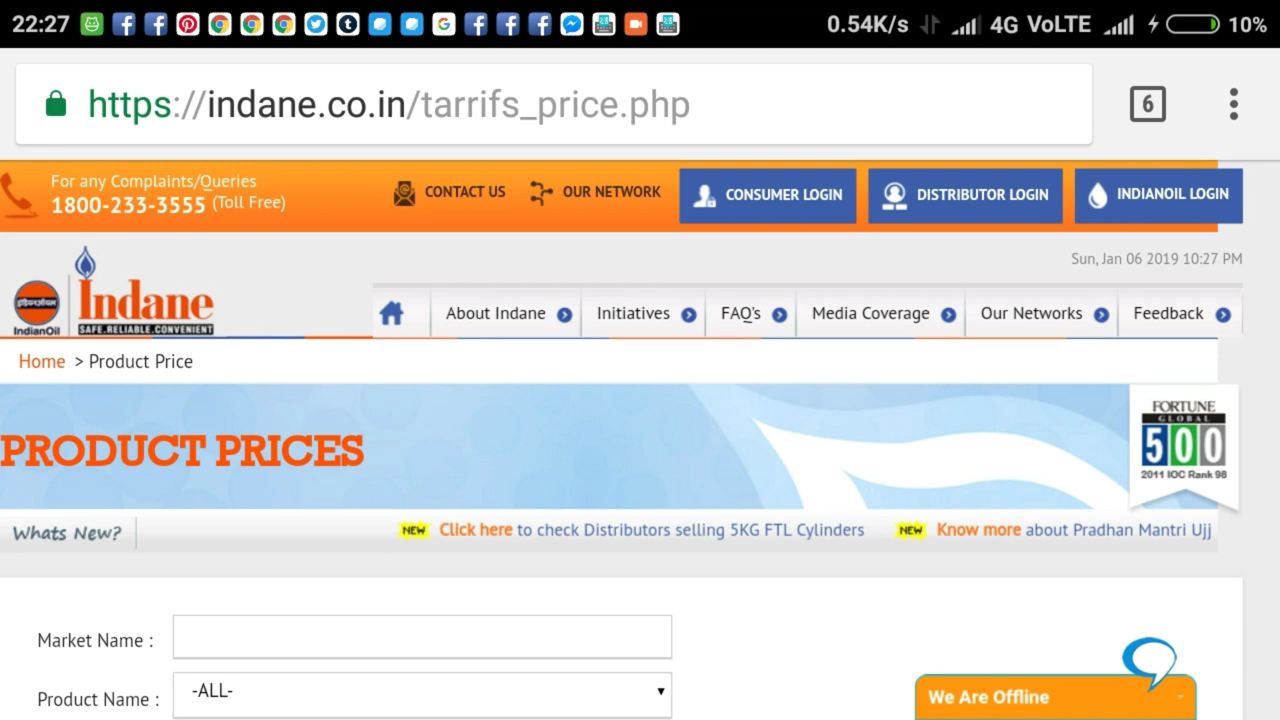 22:27 0.54K/s 4G VoLTE 10%
https://indane.co.in/tarrifs_price.php 6
For any Complaints/Queries
1800-233-3555 (Toll Free)
CONTACT US OUR NETWORK CONSUMER LOGIN DISTRIBUTOR LOGIN INDIANOIL LOGIN
Sun, Jan 06 2019 10:27 PM
इंडियनऑयल
IndianOil
Indane
SAFE.RELIABLE.CONVENIENT
About Indane Initiatives FAQ's Media Coverage Our Networks Feedback
Home > Product Price
PRODUCT PRICES
FORTUNE
GLOBAL
500
2011 IOC Rank 98
Whats New? NEW Click here to check Distributors selling 5KG FTL Cylinders NEW Know more about Pradhan Mantri Ujj
Market Name :
Product Name : -ALL-
We Are Offline -